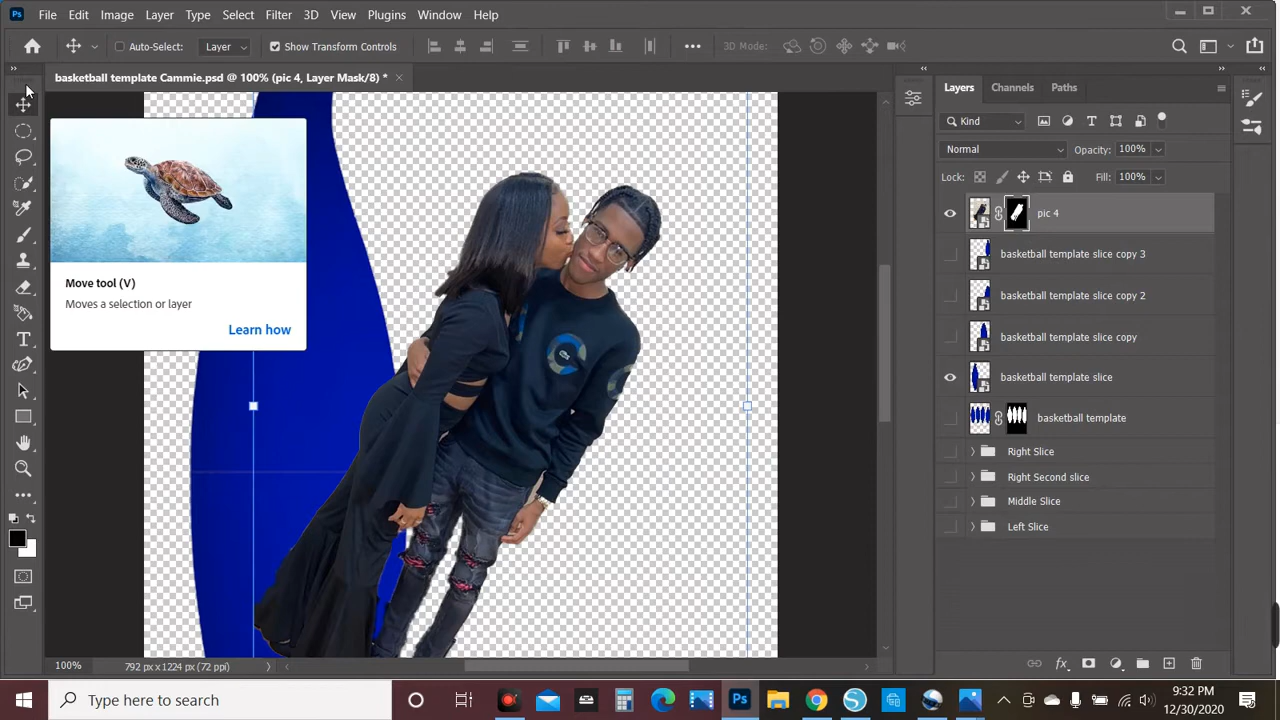 Ps File Edit Image Layer Type Select Filter 3D View Plugins Window Help
Auto-Select: Layer Show Transform Controls 3D Mode:
basketball template Cammie.psd @ 100% (pic 4, Layer Mask/8) *
Layers Channels Paths
Kind
Normal Opacity: 100%
Lock: Fill: 100%
pic 4
basketball template slice copy 3
basketball template slice copy 2
basketball template slice copy
basketball template slice
basketball template
Right Slice
Right Second slice
Middle Slice
Left Slice
Move tool (V)
Moves a selection or layer
Learn how
100% 792 px x 1224 px (72 ppi)
Type here to search
Ps
9:32 PM
12/30/2020